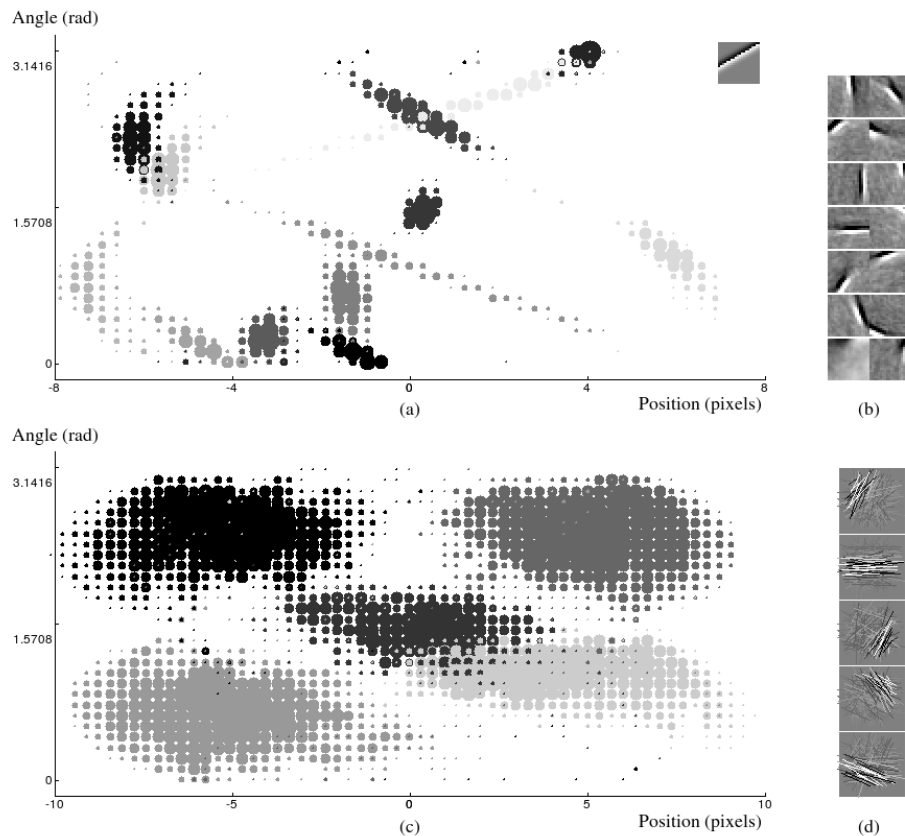 Angle (rad)
3.1416
1.5708
0
-8
-4
0
4
8
Position (pixels)
(a)
(b)
Angle (rad)
3.1416
1.5708
0
-10
-5
0
5
10
Position (pixels)
(c)
(d)